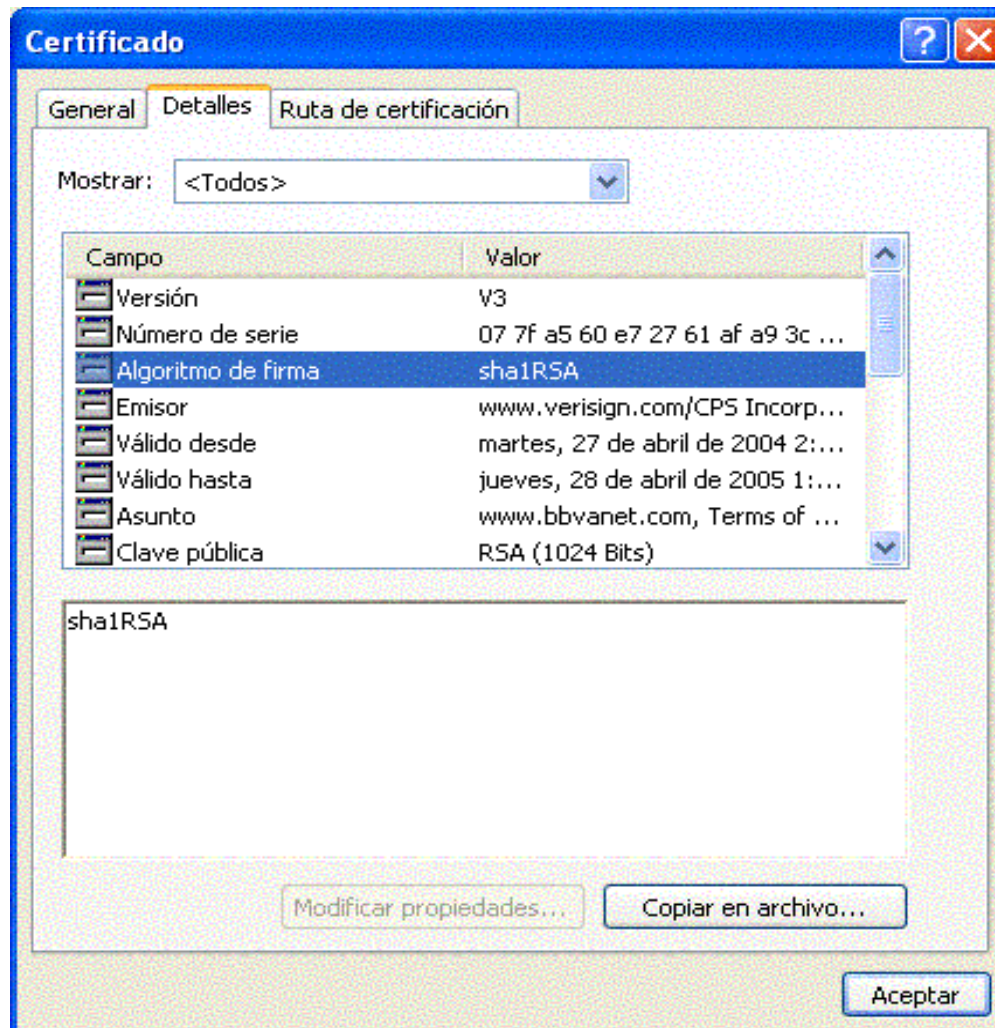 Certificado
General Detalles Ruta de certificación
Mostrar: <Todos>
Campo Valor
Versión V3
Número de serie 07 7f a5 60 e7 27 61 af a9 3c ...
Algoritmo de firma sha1RSA
Emisor www.verisign.com/CPS Incorp...
Válido desde martes, 27 de abril de 2004 2:...
Válido hasta jueves, 28 de abril de 2005 1:...
Asunto www.bbvanet.com, Terms of ...
Clave pública RSA (1024 Bits)
sha1RSA
Modificar propiedades... Copiar en archivo...
Aceptar